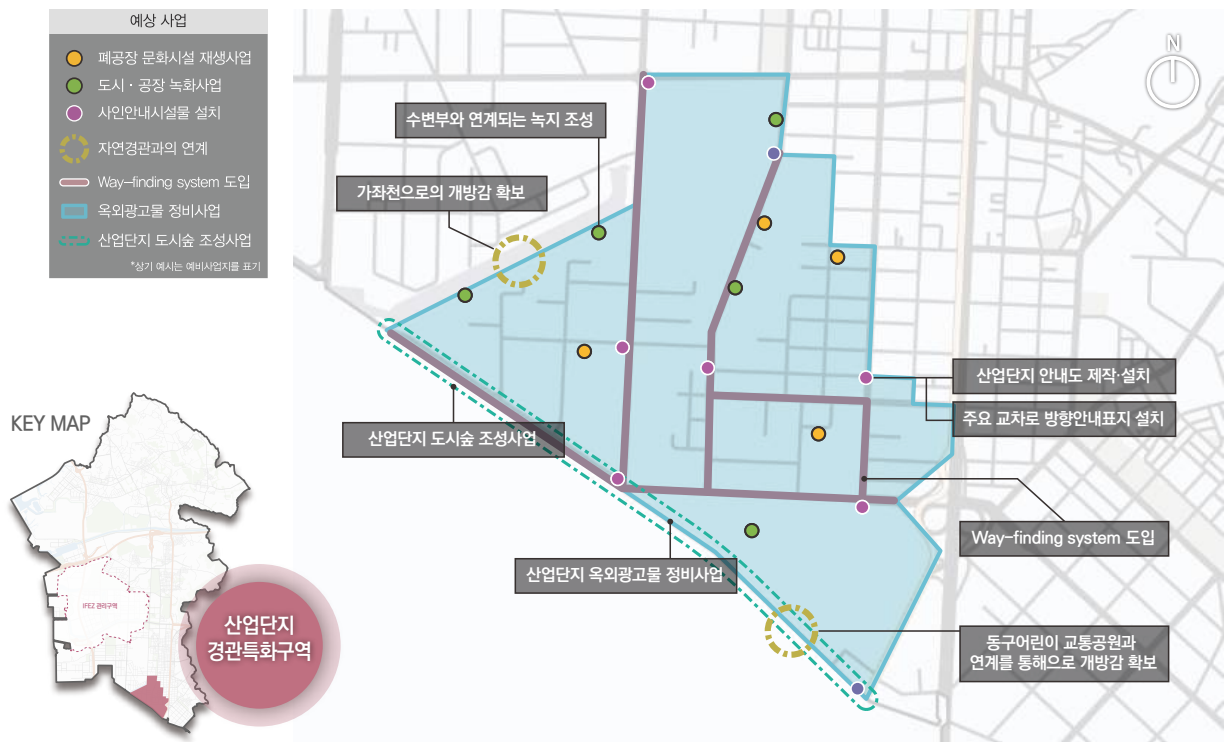 예상 사업
폐공장 문화시설 재생사업
도시 · 공장 녹화사업
사인안내시설물 설치
자연경관과의 연계
Way-finding system 도입
옥외광고물 정비사업
산업단지 도시숲 조성사업
*상기 예시는 예비사업지를 표기
N
수변부와 연계되는 녹지 조성
가좌천으로의 개방감 확보
산업단지 안내도 제작·설치
주요 교차로 방향안내표지 설치
산업단지 도시숲 조성사업
Way-finding system 도입
산업단지 옥외광고물 정비사업
동구어린이 교통공원과
연계를 통해으로 개방감 확보
KEY MAP
IFEZ 관리구역
산업단지
경관특화구역